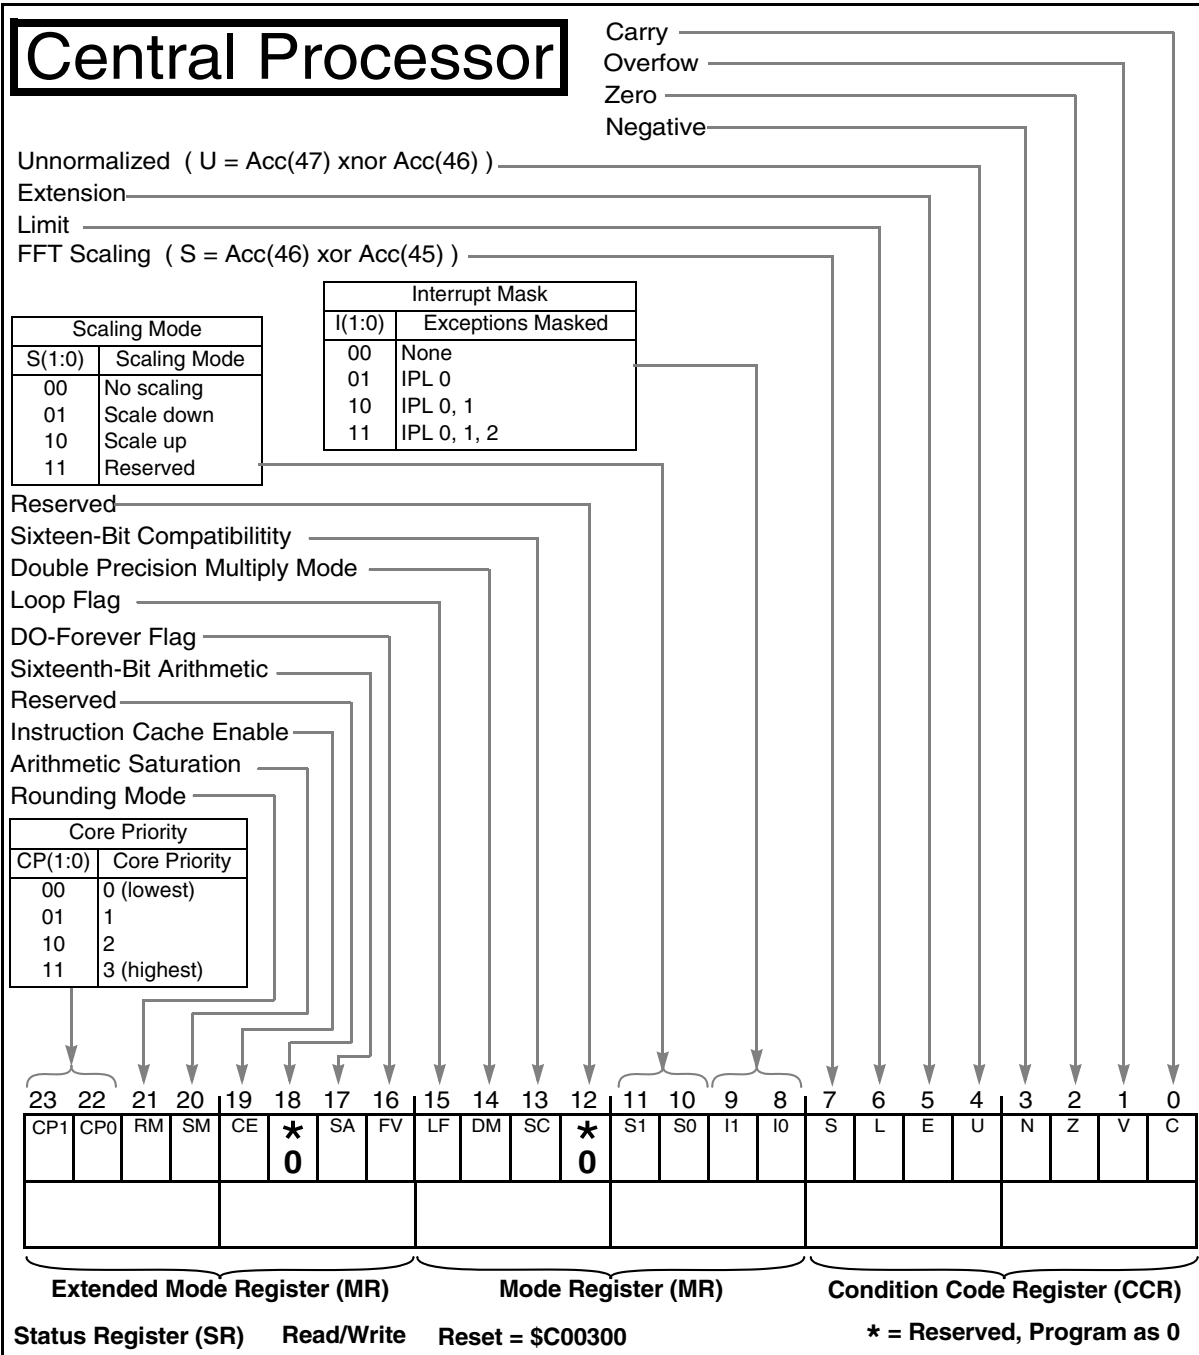 Central Processor
Carry
Overfow
Zero
Negative
Unnormalized ( U = Acc(47) xnor Acc(46) )
Extension
Limit
FFT Scaling ( S = Acc(46) xor Acc(45) )
Interrupt Mask
I(1:0) Exceptions Masked
00 None
01 IPL 0
10 IPL 0, 1
11 IPL 0, 1, 2
Scaling Mode
S(1:0) Scaling Mode
00 No scaling
01 Scale down
10 Scale up
11 Reserved
Reserved
Sixteen-Bit Compatibilitity
Double Precision Multiply Mode
Loop Flag
DO-Forever Flag
Sixteenth-Bit Arithmetic
Reserved
Instruction Cache Enable
Arithmetic Saturation
Rounding Mode
Core Priority
CP(1:0) Core Priority
00 0 (lowest)
01 1
10 2
11 3 (highest)
23 22 21 20 19 18 17 16 15 14 13 12 11 10 9 8 7 6 5 4 3 2 1 0
CP1 CP0 RM SM CE * SA FV LF DM SC * S1 S0 I1 I0 S L E U N Z V C
0 0
Extended Mode Register (MR) Mode Register (MR) Condition Code Register (CCR)
Status Register (SR) Read/Write Reset = $C00300 * = Reserved, Program as 0